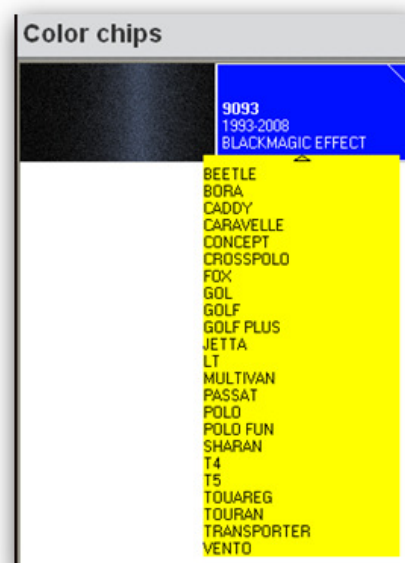 Color chips
9093
1993-2008
BLACKMAGIC EFFECT
BEETLE
BORA
CADDY
CARAVELLE
CONCEPT
CROSSPOLO
FOX
GOL
GOLF
GOLF PLUS
JETTA
LT
MULTIVAN
PASSAT
POLO
POLO FUN
SHARAN
T4
T5
TOUAREG
TOURAN
TRANSPORTER
VENTO